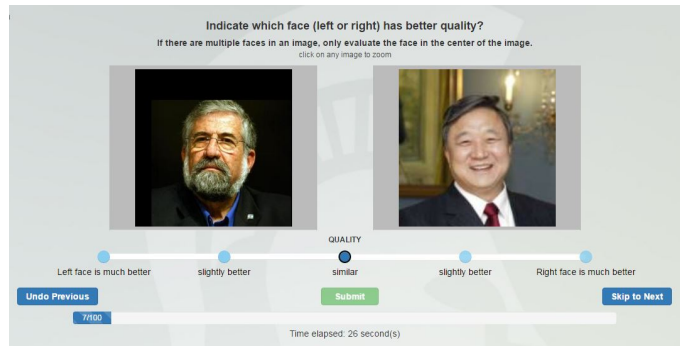 Indicate which face (left or right) has better quality?
If there are multiple faces in an image, only evaluate the face in the center of the image.
click on any image to zoom
QUALITY
Left face is much better slightly better similar slightly better Right face is much better
Undo Previous Submit Skip to Next
7/100
Time elapsed: 26 second(s)